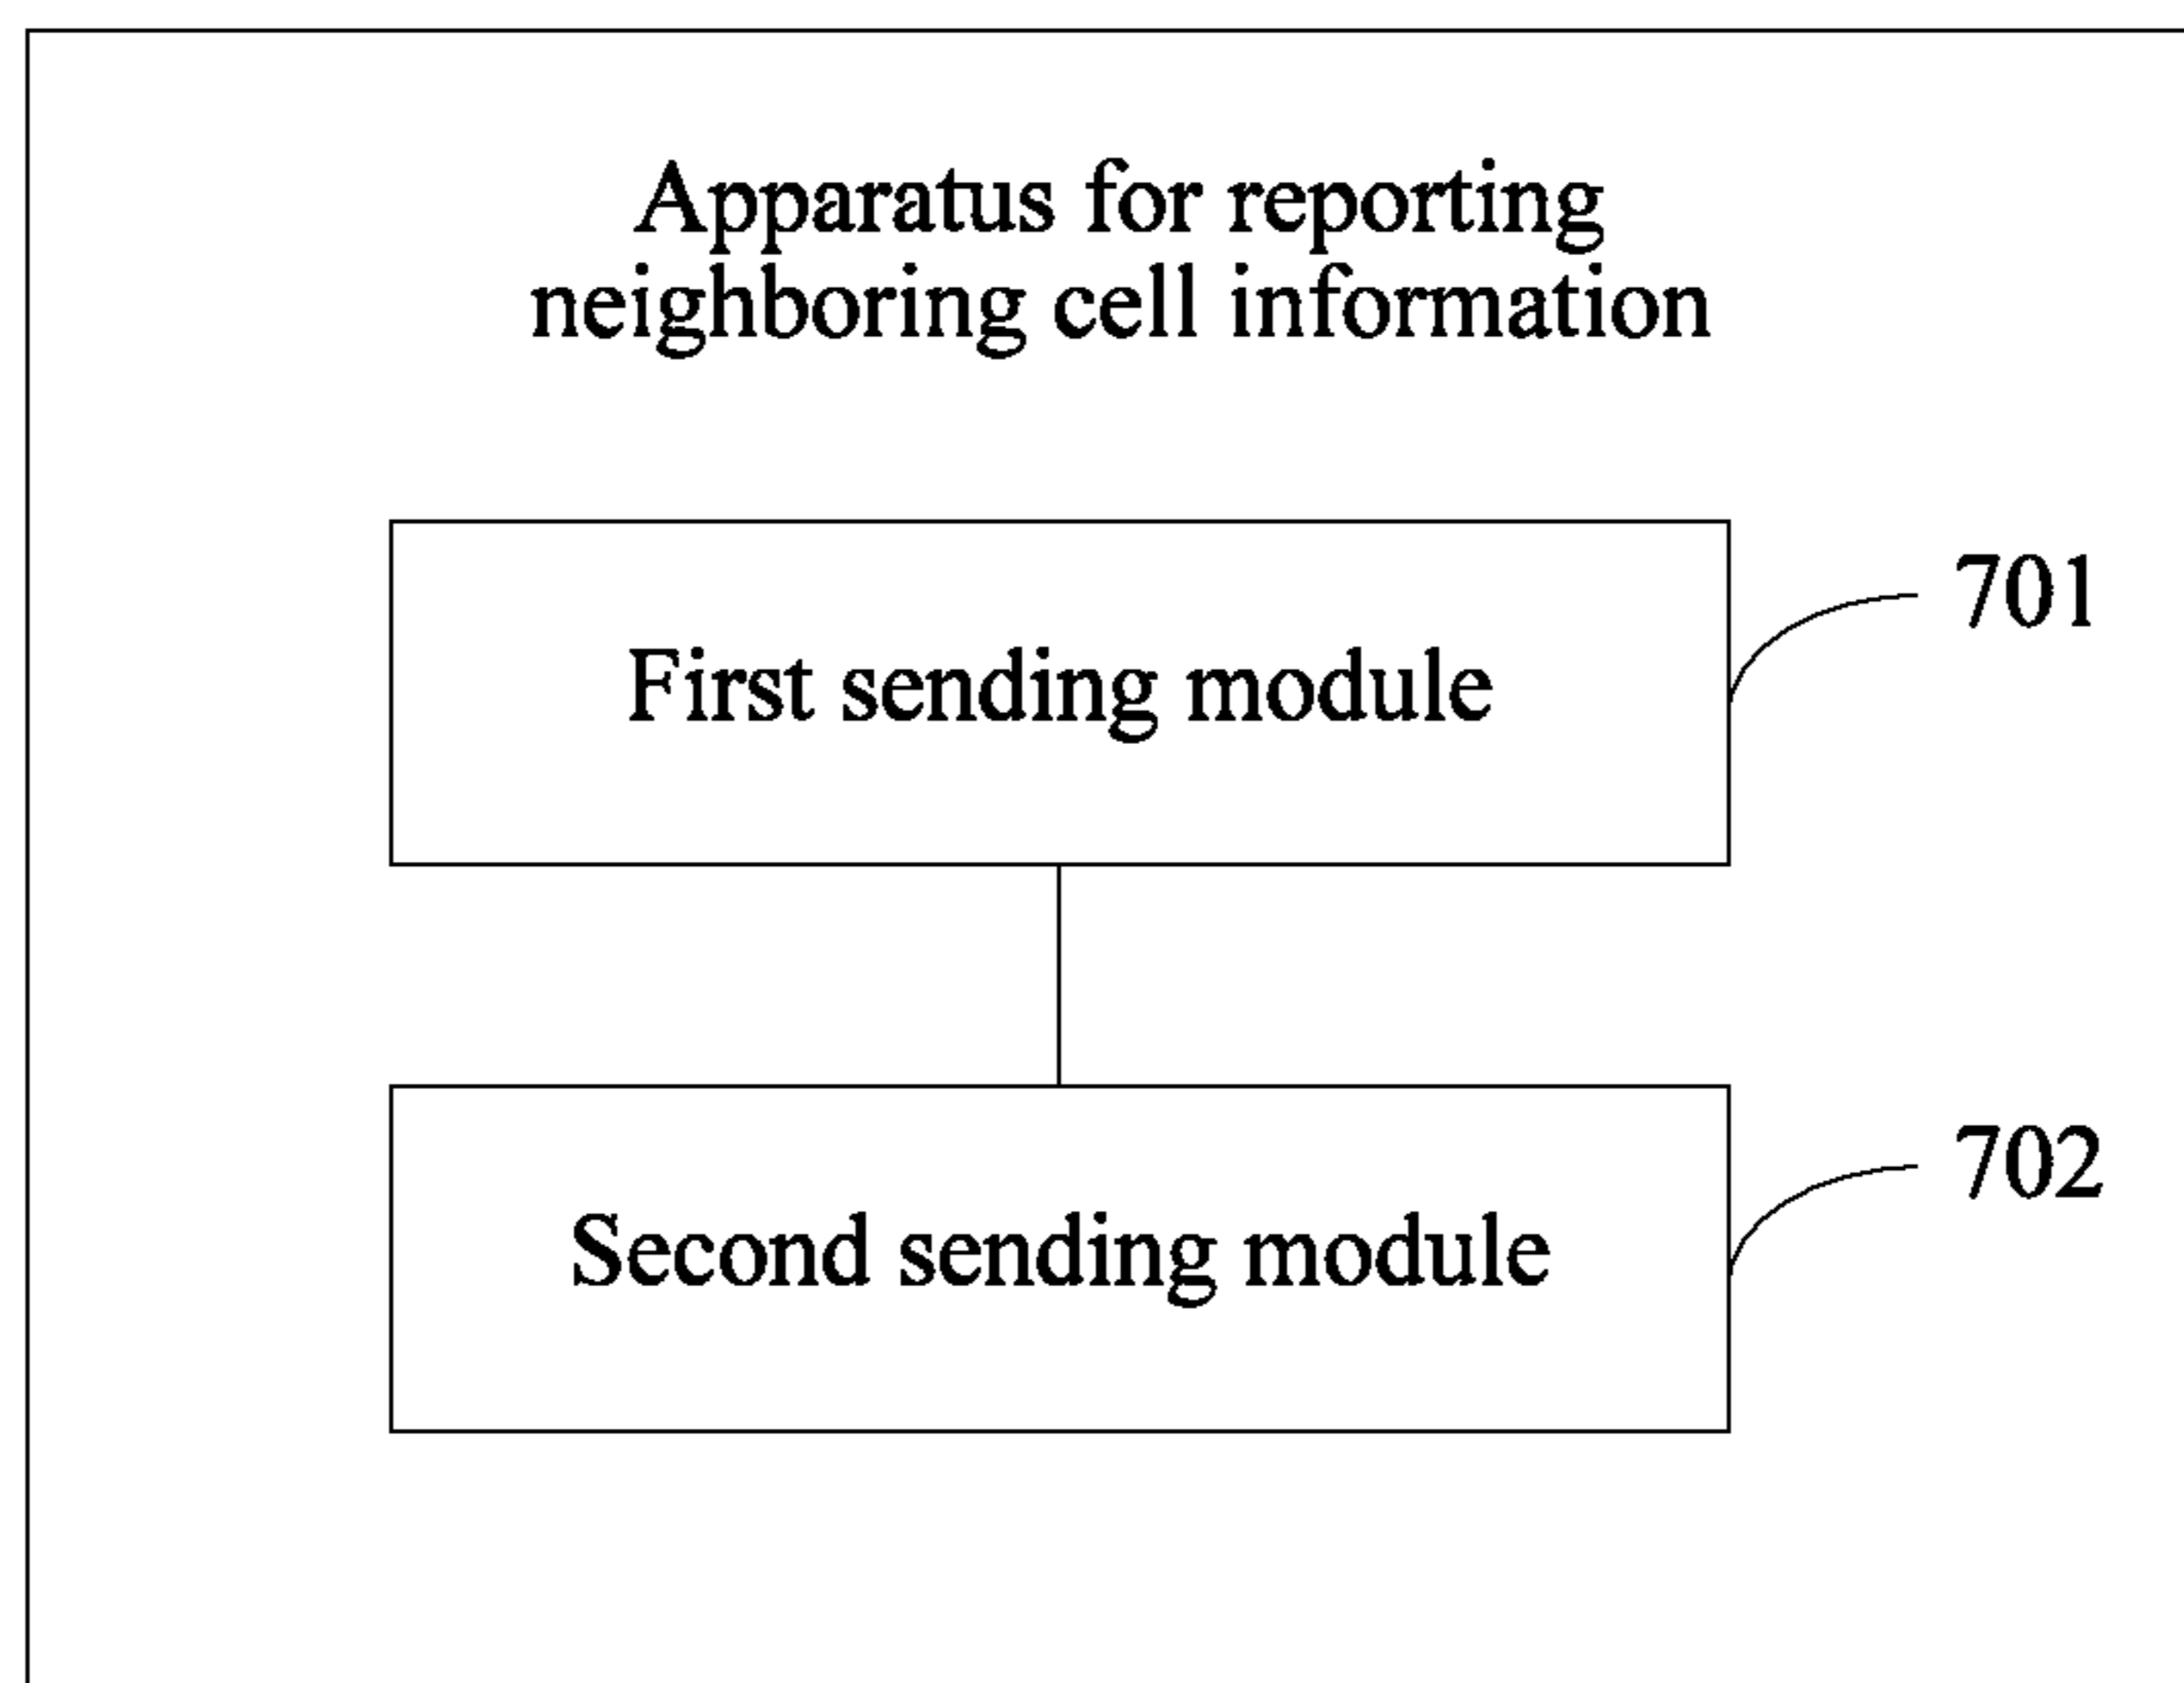 Apparatus for reporting
neighboring cell information
701
First sending module
702
Second sending module